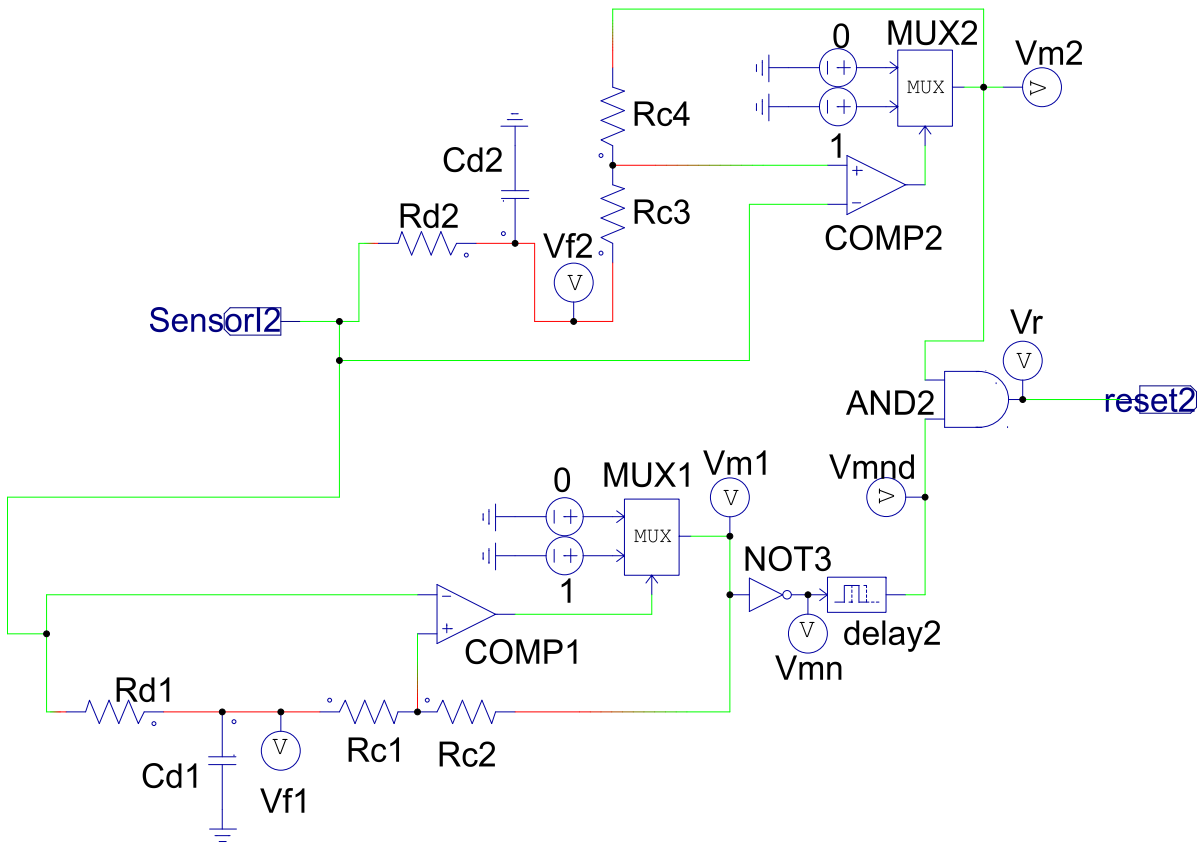 0
MUX2
Vm2
MUX
V
Rc4
1
Cd2
COMP2
Rd2
Rc3
Vf2
V
SensorI2
Vr
V
AND2
reset2
Vmnd
V
0
MUX1
Vm1
V
MUX
1
NOT3
COMP1
V
delay2
Vmn
Rd1
Rc1
Rc2
V
Cd1
Vf1